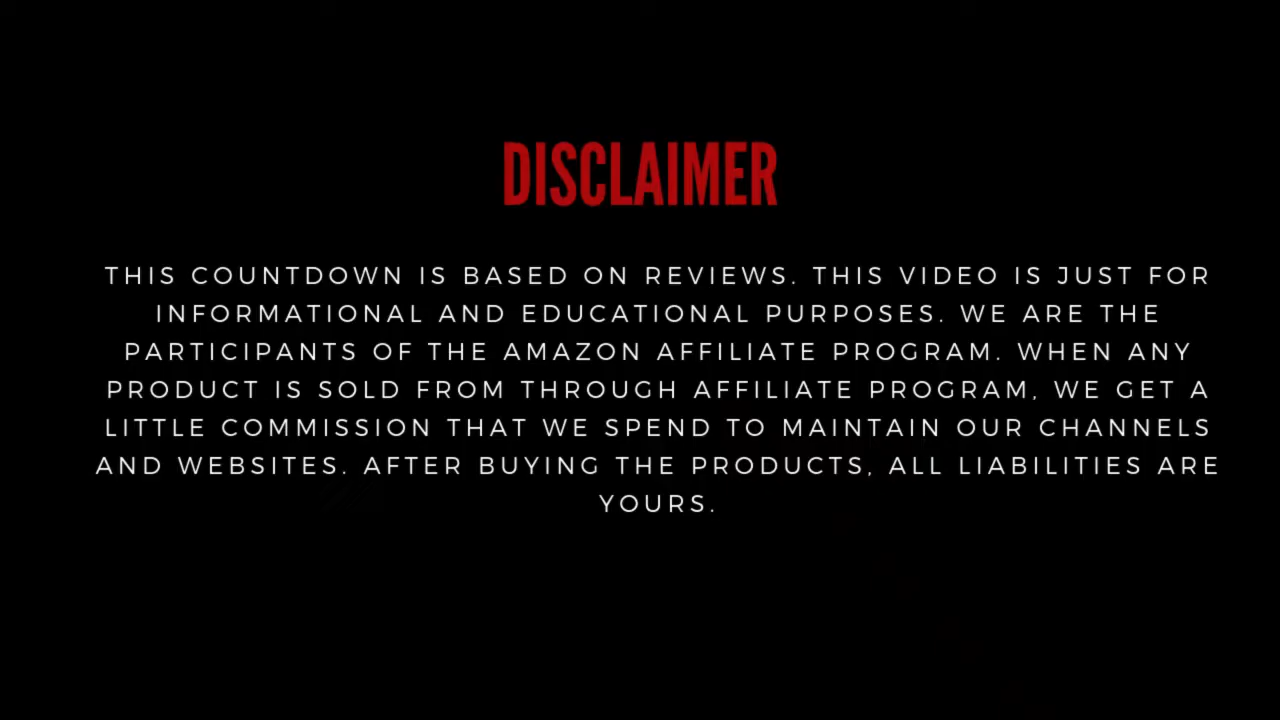 DISCLAIMER
THIS COUNTDOWN IS BASED ON REVIEWS. THIS VIDEO IS JUST FOR
INFORMATIONAL AND EDUCATIONAL PURPOSES. WE ARE THE
PARTICIPANTS OF THE AMAZON AFFILIATE PROGRAM. WHEN ANY
PRODUCT IS SOLD FROM THROUGH AFFILIATE PROGRAM, WE GET A
LITTLE COMMISSION THAT WE SPEND TO MAINTAIN OUR CHANNELS
AND WEBSITES. AFTER BUYING THE PRODUCTS, ALL LIABILITIES ARE
YOURS.